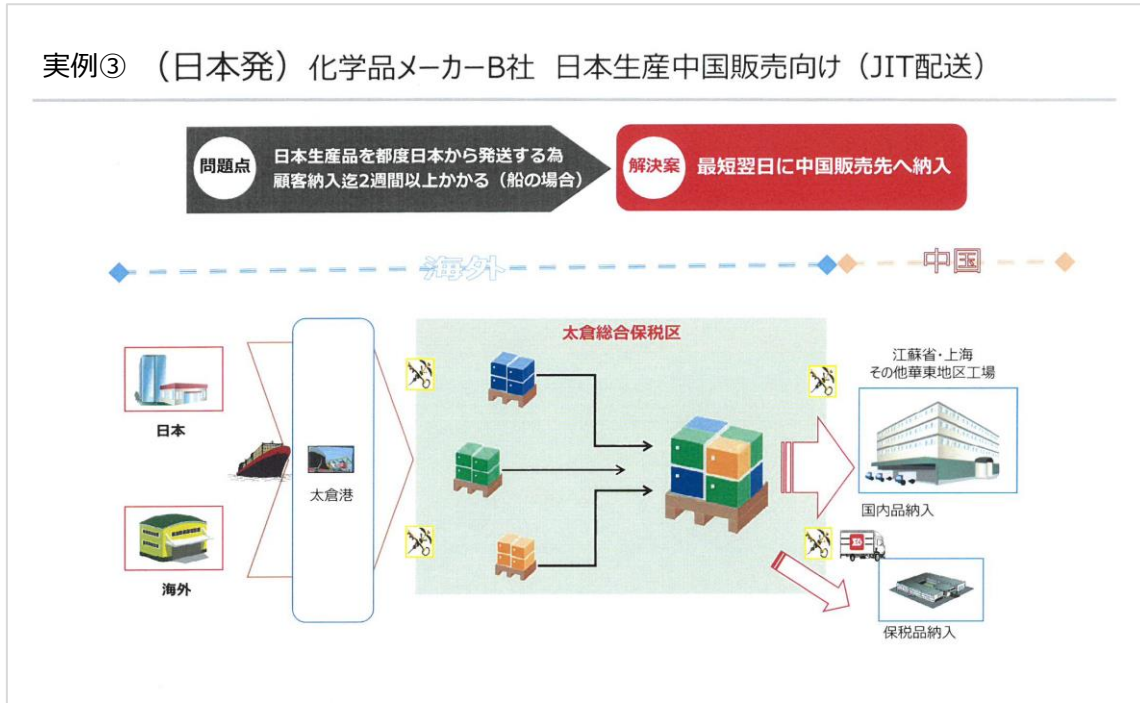 実例③ （日本発）化学品メーカーB社 日本生産中国販売向け（JIT配送）
問題点
日本生産品を都度日本から発送する為
顧客納入迄2週間以上かかる（船の場合）
解決案
最短翌日に中国販売先へ納入
海外
中国
太倉総合保税区
日本
海外
太倉港
江蘇省・上海
その他華東地区工場
国内品納入
保税品納入